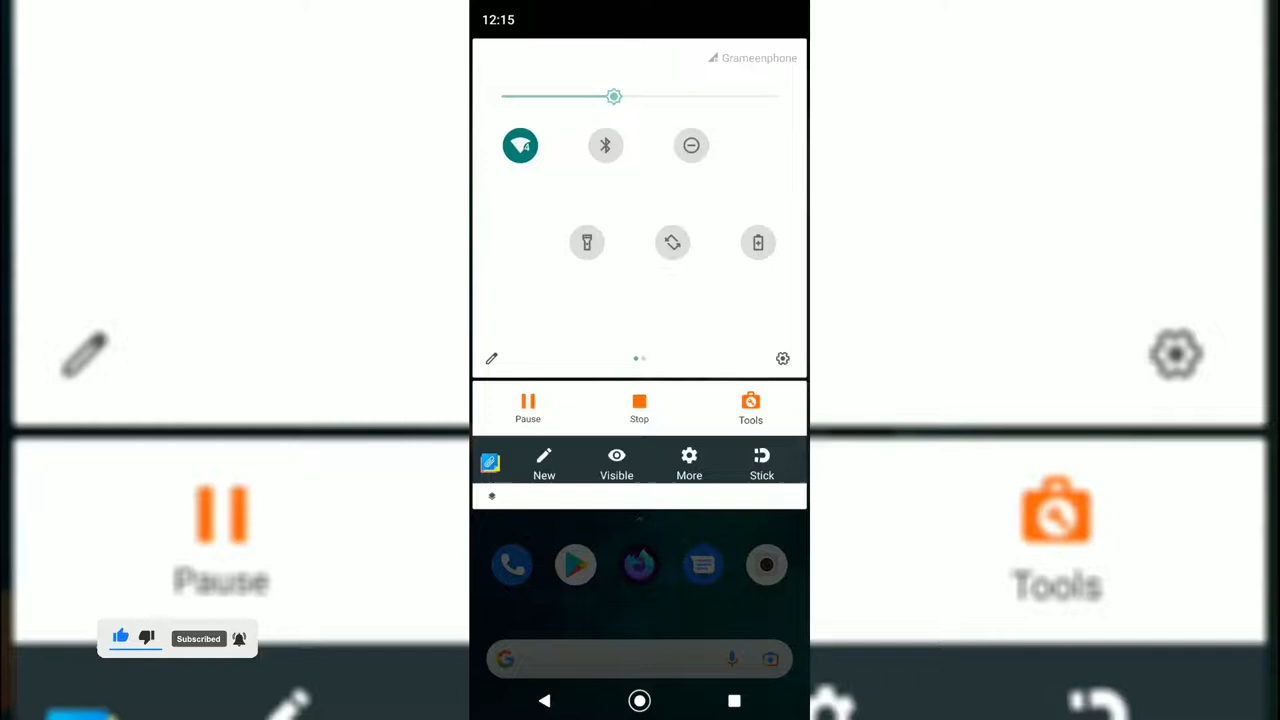 12:15
Grameenphone
Pause Stop Tools
New Visible More Stick
Pause Tools
Subscribed